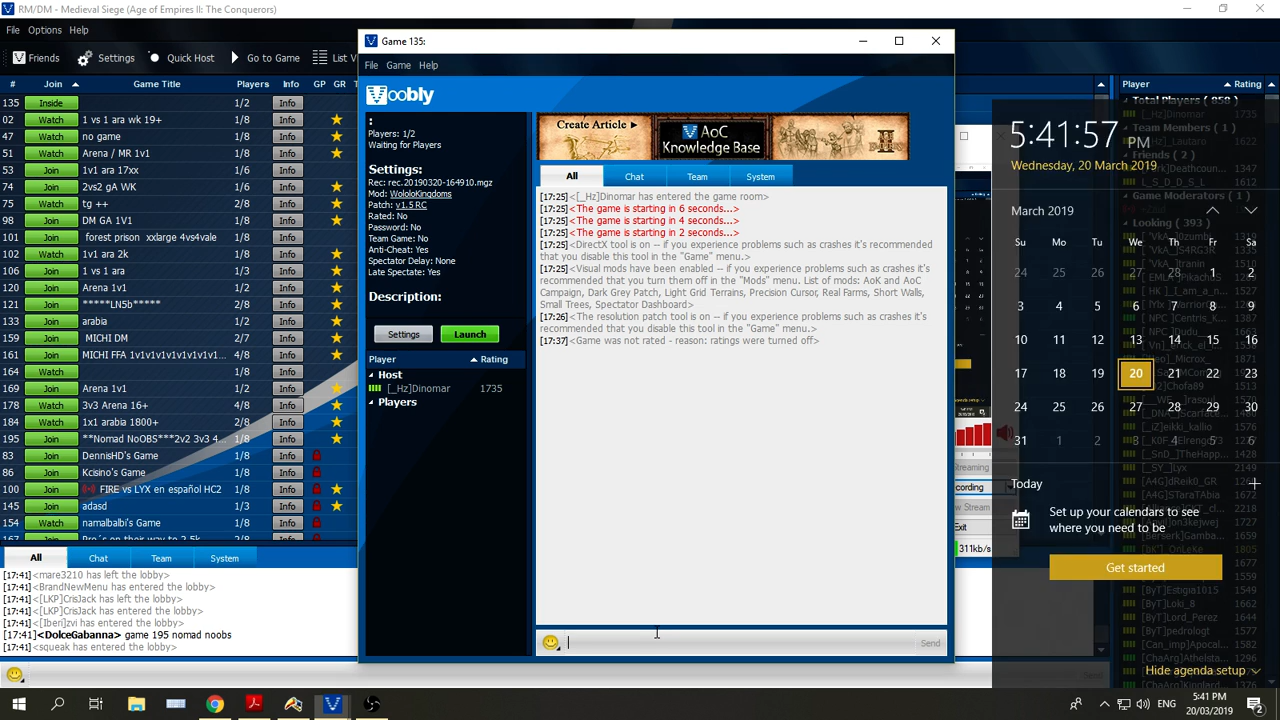 RM/DM - Medieval Siege (Age of Empires II: The Conquerors)
File Options Help
Friends Settings Quick Host Go to Game List V
# Join Game Title Players Info GP GR
135 Inside 1/2 Info
02 Watch 1 vs 1 ara wk 19+ 1/8 Info
47 Watch no game 1/8 Info
51 Watch Arena / MR 1v1 1/8 Info
53 Join 1v1 ara 17xx 1/8 Info
74 Join 2vs2 gA WK 1/8 Info
75 Watch tg ++ 2/8 Info
98 Join DM GA 1V1 1/8 Info
101 Join forest prison xxlarge 4vs4vale 1/8 Info
102 Watch 1v1 ara 2k 1/8 Info
106 Join 1 vs 1 ara 1/3 Info
120 Join Arena 1v1 1/2 Info
121 Join *****LN5b***** 2/8 Info
133 Join arabia 1/2 Info
159 Join MICHI DM 2/7 Info
161 Join MICHI FFA 1v1v1v1v1v1v1v1... 4/8 Info
164 Watch 1/8 Info
169 Join Arena 1v1 1/2 Info
178 Join 3v3 Arena 16+ 4/8 Info
184 Watch 1x1 arabia 1800+ 2/8 Info
195 Join **Nomad NoOBS***2v2 3v3 4... 1/8 Info
83 Join DennisHD's Game 1/8 Info
86 Join Kcisino's Game 1/8 Info
100 Join FIRE vs LYX en español HC2 1/8 Info
145 Join adasd 1/3 Info
154 Watch namalbalbi's Game 1/8 Info
All Chat Team System
[17:41]<mare3210 has left the lobby>
[17:41]<BrandNewMenu has entered the lobby>
[17:41]<[LKP]CrisJack has left the lobby>
[17:41]<[LKP]CrisJack has entered the lobby>
[17:41]<[Iberi]zvi has entered the lobby>
[17:41]<DolceGabanna> game 195 nomad noobs
[17:41]<squeak has entered the lobby>
Game 135:
File Game Help
Voobly
:
Players: 1/2
Waiting for Players
Settings:
Rec: rec.20190320-164910.mgz
Mod: WololoKingdoms
Patch: v1.5 RC
Rated: No
Password: No
Team Game: No
Anti-Cheat: Yes
Spectator Delay: None
Late Spectate: Yes
Description:
Settings Launch
Player Rating
Host
[_Hz]Dinomar 1735
Players
Create Article
AoC Knowledge Base
All Chat Team System
[17:25]<[_Hz]Dinomar has entered the game room>
[17:25]<The game is starting in 6 seconds...>
[17:25]<The game is starting in 4 seconds...>
[17:25]<The game is starting in 2 seconds...>
[17:25]<DirectX tool is on -- if you experience problems such as crashes it's recommended
that you disable this tool in the "Game" menu.>
[17:25]<Visual mods have been enabled -- if you experience problems such as crashes it's
recommended that you turn them off in the "Mods" menu. List of mods: AoK and AoC
Campaign, Dark Grey Patch, Light Grid Terrains, Precision Cursor, Real Farms, Short Walls,
Small Trees, Spectator Dashboard>
[17:26]<The resolution patch tool is on -- if you experience problems such as crashes it's
recommended that you disable this tool in the "Game" menu.>
[17:37]<Game was not rated - reason: ratings were turned off>
Send
Player Rating
5:41:57 PM
Wednesday, 20 March 2019
March 2019
Su Mo Tu We Th Fr Sa
24 25 26 27 28 1 2
3 4 5 6 7 8 9
10 11 12 13 14 15 16
17 18 19 20 21 22 23
24 25 26 27 28 29 30
31 1 2 3 4 5 6
Today
Set up your calendars to see
where you need to be
Get started
Hide agenda setup
311kb/s
ENG
5:41 PM
20/03/2019